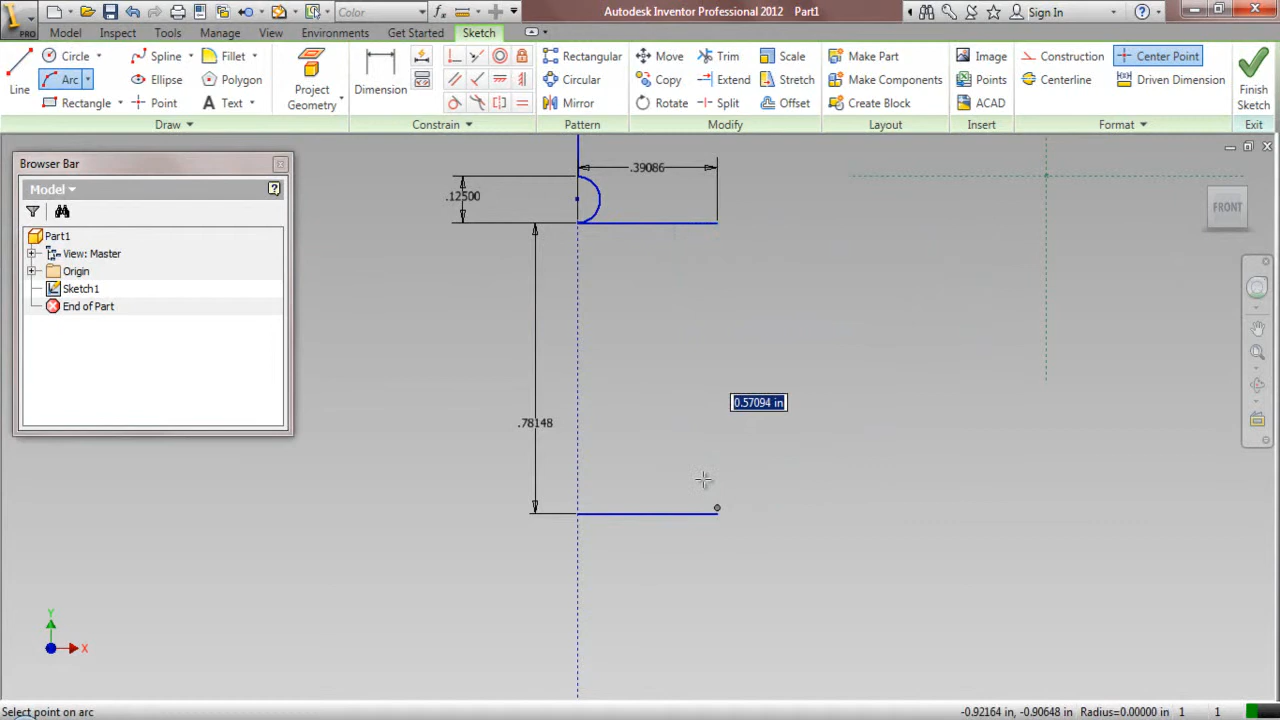 Color
Autodesk Inventor Professional 2012 Part1
Sign In
PRO
Model Inspect Tools Manage View Environments Get Started Sketch
Line
Circle
Arc
Rectangle
Spline
Ellipse
Point
Fillet
Polygon
Text
Project
Geometry
Dimension
Rectangular
Circular
Mirror
Move
Copy
Rotate
Trim
Extend
Split
Scale
Stretch
Offset
Make Part
Make Components
Create Block
Image
Points
ACAD
Construction
Centerline
Center Point
Driven Dimension
Finish
Sketch
Draw Constrain Pattern Modify Layout Insert Format Exit
Browser Bar
Model
Part1
View: Master
Origin
Sketch1
End of Part
.39086
.12500
.78148
0.57094 in
FRONT
Y
X
Select point on arc
-0.92164 in, -0.90648 in Radius=0.00000 in 1 1